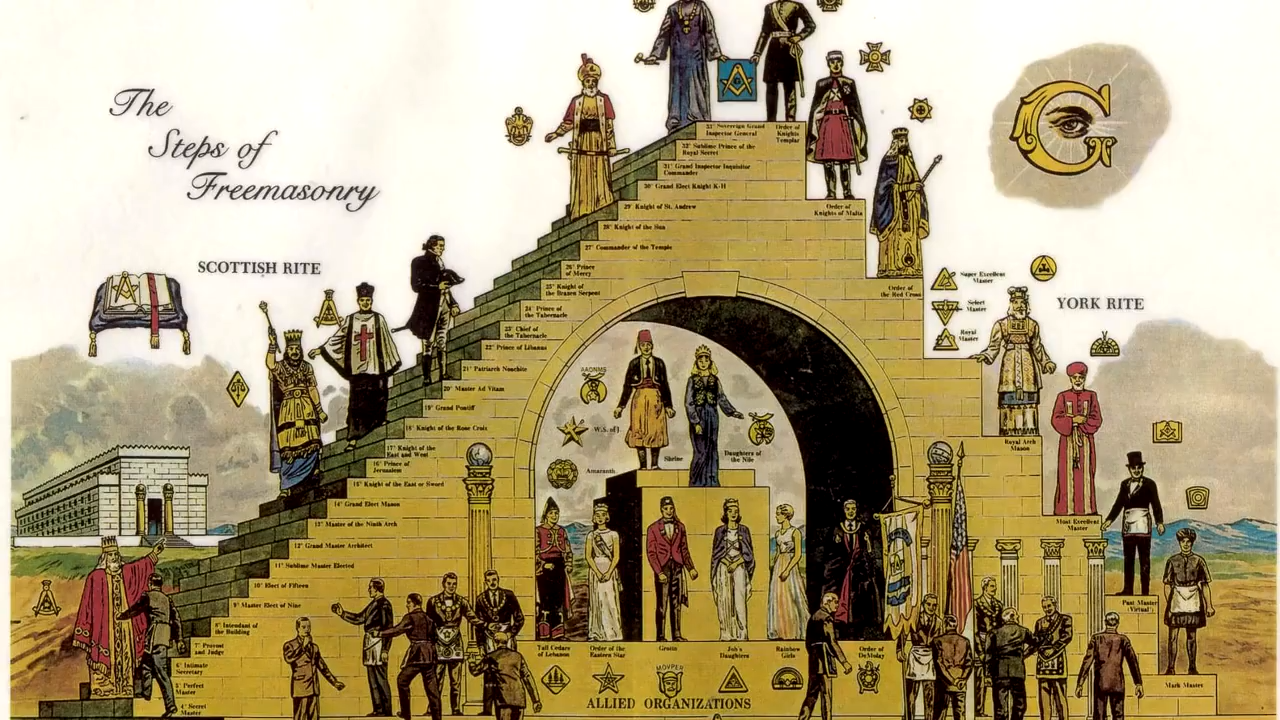 The
Steps of
Freemasonry
SCOTTISH RITE
YORK RITE
G
33° Sovereign Grand
Inspector General
32° Sublime Prince of the
Royal Secret
31° Grand Inspector Inquisitor
Commander
30° Grand Elect Knight K-H
29° Knight of St. Andrew
28° Knight of the Sun
27° Commander of the Temple
26° Prince
of Mercy
25° Knight of
the Brazen Serpent
24° Prince of
the Tabernacle
23° Chief of
the Tabernacle
22° Prince of Libanus
21° Patriarch Noachite
20° Master Ad Vitam
19° Grand Pontiff
18° Knight of the Rose Croix
17° Knight of the
East and West
16° Prince of
Jerusalem
15° Knight of the East or Sword
14° Grand Elect Mason
13° Master of the Ninth Arch
12° Grand Master Architect
11° Sublime Master Elected
10° Elect of Fifteen
9° Master Elect of Nine
8° Intendant of
the Building
7° Provost
and Judge
6° Intimate
Secretary
5° Perfect
Master
4° Secret
Master
Order of
Knights
Templar
Order of
Knights of Malta
Order of
the Red Cross
Super Excellent
Master
Select
Master
Royal
Master
Royal Arch
Mason
Most Excellent
Master
Past Master
(Virtual)
Mark Master
AAONMS
W.S. of J.
Amaranth
Shrine
Daughters of
the Nile
Tall Cedars
of Lebanon
Order of the
Eastern Star
Grotto
Job's
Daughters
Rainbow
Girls
Order of
DeMolay
MOVPER
ALLIED ORGANIZATIONS